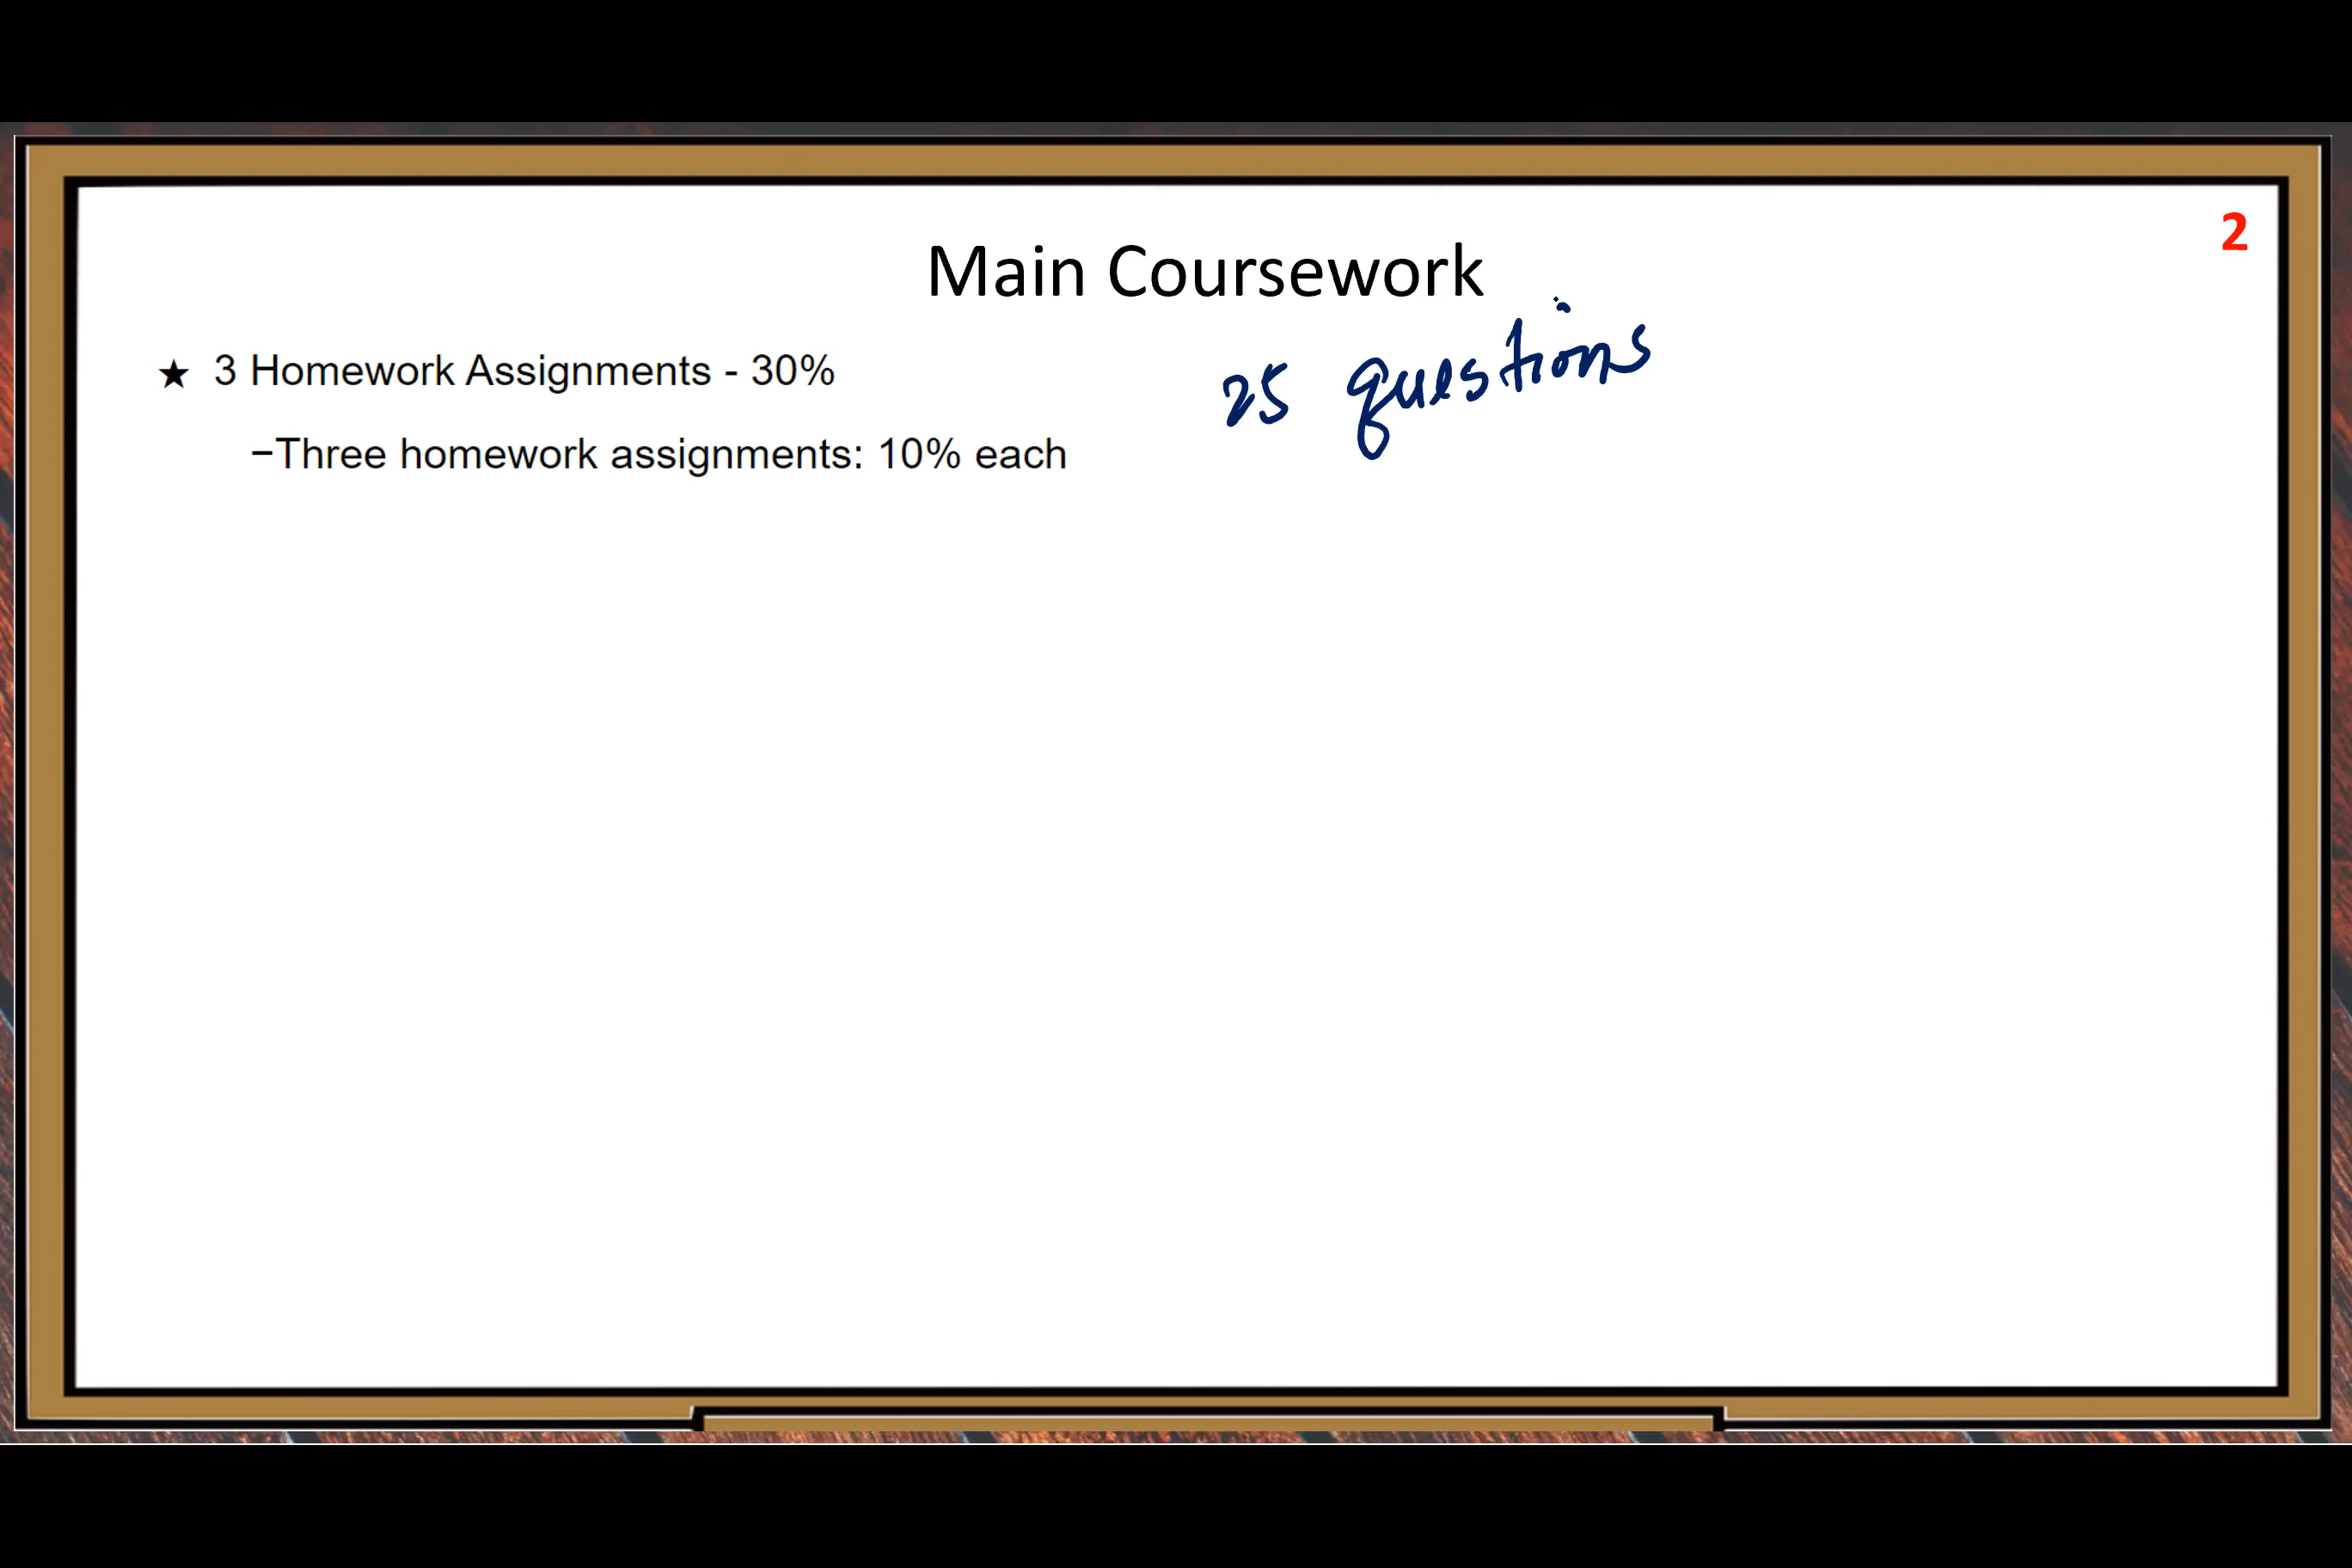 2
Main Coursework
★ 3 Homework Assignments - 30%
25 questions
–Three homework assignments: 10% each